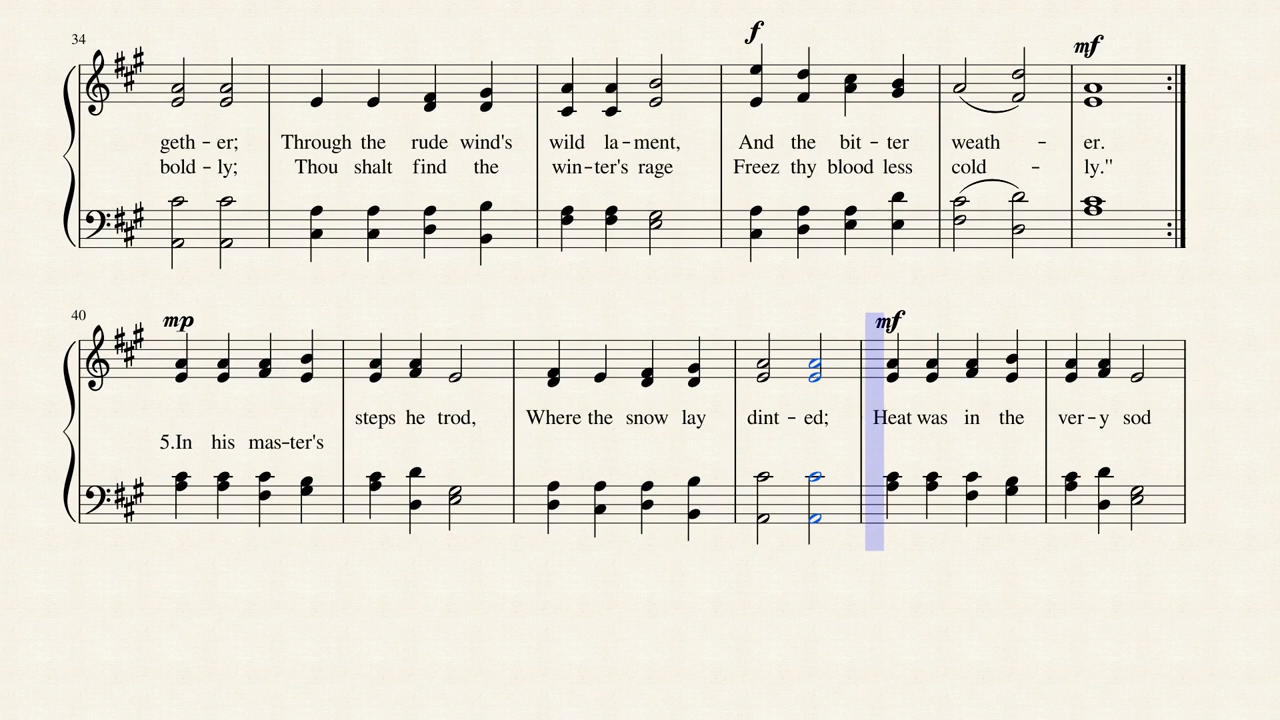 34
f mf
geth – er; Through the rude wind's wild la – ment, And the bit – ter weath – er.
bold – ly; Thou shalt find the win – ter's rage Freez thy blood less cold – ly."
40
mp mf
steps he trod, Where the snow lay dint – ed; Heat was in the ver – y sod
5.In his mas – ter's